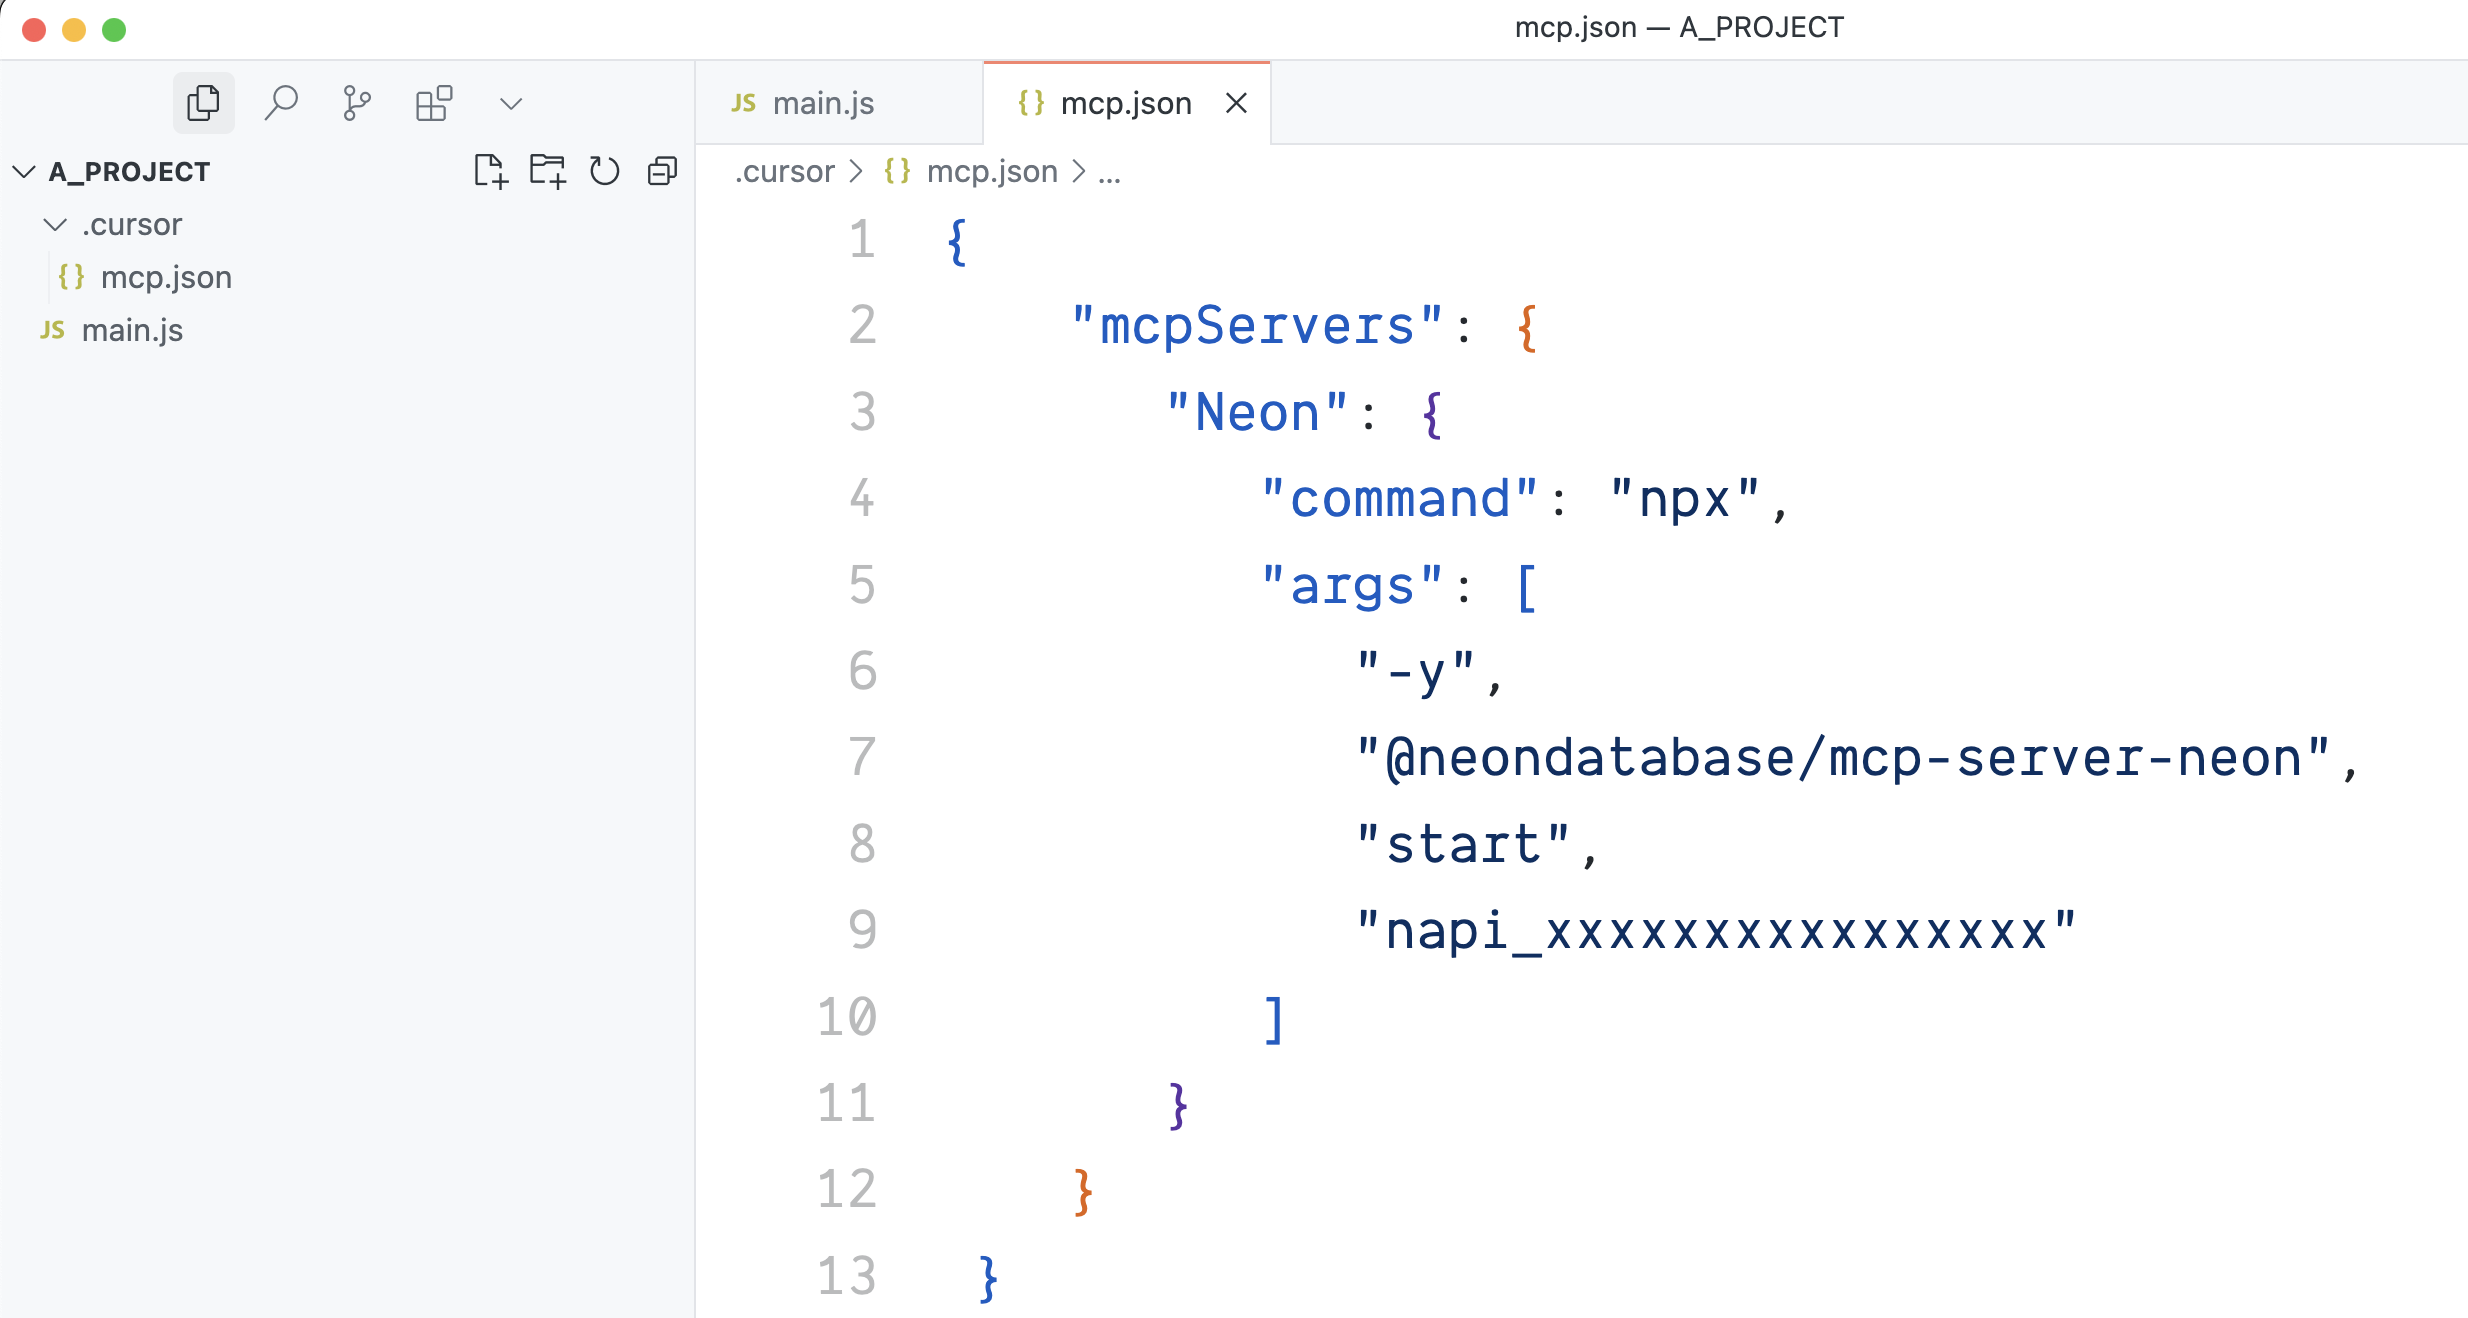 mcp.json — A_PROJECT
JS main.js
{} mcp.json
A_PROJECT
.cursor
{} mcp.json
JS main.js
.cursor > {} mcp.json > ...
1 {
2 "mcpServers": {
3 "Neon": {
4 "command": "npx",
5 "args": [
6 "-y",
7 "@neondatabase/mcp-server-neon",
8 "start",
9 "napi_xxxxxxxxxxxxxxxx"
10 ]
11 }
12 }
13 }